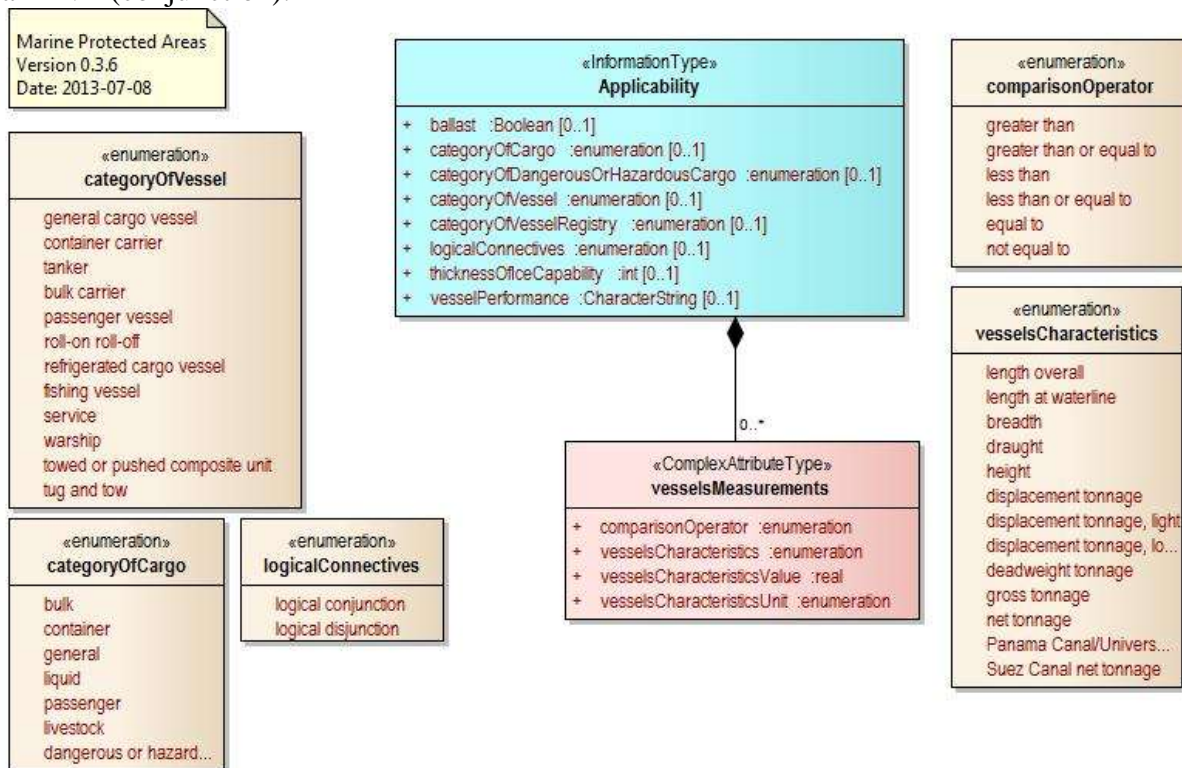 Marine Protected Areas
Version 0.3.6
Date: 2013-07-08
«enumeration»
categoryOfVessel
general cargo vessel
container carrier
tanker
bulk carrier
passenger vessel
roll-on roll-off
refrigerated cargo vessel
fishing vessel
service
warship
towed or pushed composite unit
tug and tow
«enumeration»
categoryOfCargo
bulk
container
general
liquid
passenger
livestock
dangerous or hazard...
«enumeration»
logicalConnectives
logical conjunction
logical disjunction
«InformationType»
Applicability
+ ballast :Boolean [0..1]
+ categoryOfCargo :enumeration [0..1]
+ categoryOfDangerousOrHazardousCargo :enumeration [0..1]
+ categoryOfVessel :enumeration [0..1]
+ categoryOfVesselRegistry :enumeration [0..1]
+ logicalConnectives :enumeration [0..1]
+ thicknessOfIceCapability :int [0..1]
+ vesselPerformance :CharacterString [0..1]
0..*
«ComplexAttributeType»
vesselsMeasurements
+ comparisonOperator :enumeration
+ vesselsCharacteristics :enumeration
+ vesselsCharacteristicsValue :real
+ vesselsCharacteristicsUnit :enumeration
«enumeration»
comparisonOperator
greater than
greater than or equal to
less than
less than or equal to
equal to
not equal to
«enumeration»
vesselsCharacteristics
length overall
length at waterline
breadth
draught
height
displacement tonnage
displacement tonnage, light
displacement tonnage, lo...
deadweight tonnage
gross tonnage
net tonnage
Panama Canal/Univers...
Suez Canal net tonnage